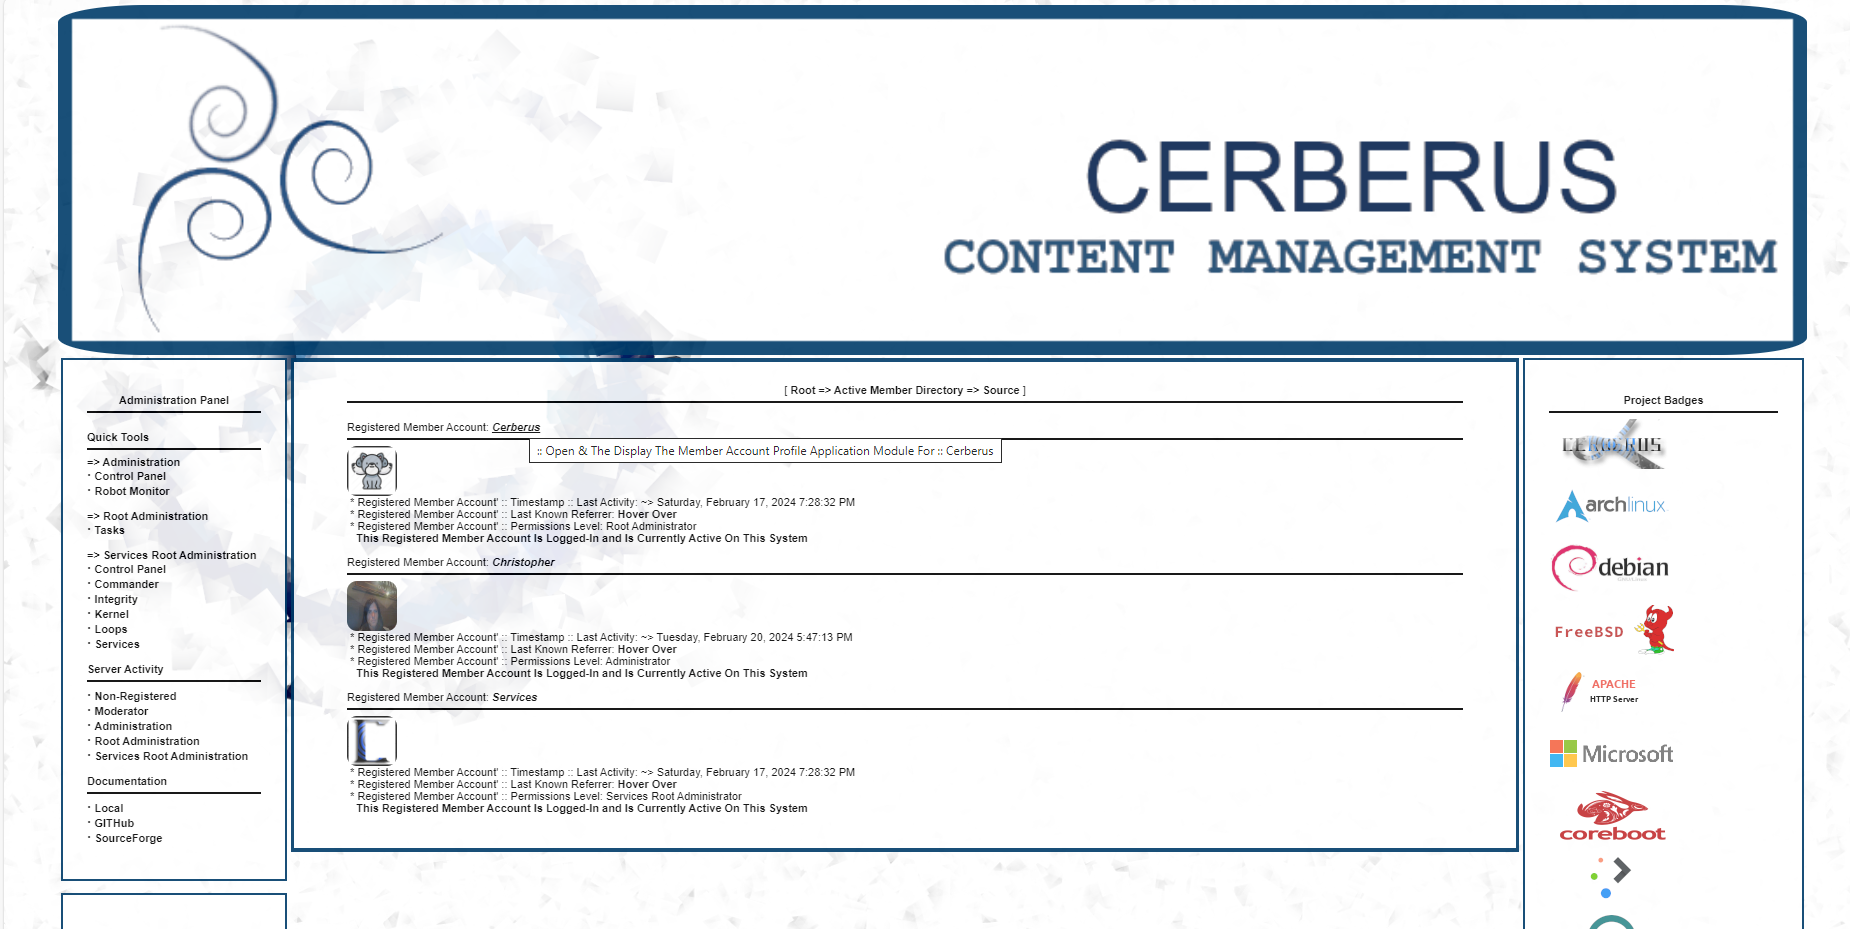 CERBERUS
CONTENT MANAGEMENT SYSTEM
Administration Panel
Quick Tools
=> Administration
· Control Panel
· Robot Monitor
=> Root Administration
· Tasks
=> Services Root Administration
· Control Panel
· Commander
· Integrity
· Kernel
· Loops
· Services
Server Activity
· Non-Registered
· Moderator
· Administration
· Root Administration
· Services Root Administration
Documentation
· Local
· GITHub
· SourceForge
[ Root => Active Member Directory => Source ]
Registered Member Account: Cerberus
:: Open & The Display The Member Account Profile Application Module For :: Cerberus
* Registered Member Account' :: Timestamp :: Last Activity: ~> Saturday, February 17, 2024 7:28:32 PM
* Registered Member Account' :: Last Known Referrer: Hover Over
* Registered Member Account' :: Permissions Level: Root Administrator
This Registered Member Account Is Logged-In and Is Currently Active On This System
Registered Member Account: Christopher
* Registered Member Account' :: Timestamp :: Last Activity: ~> Tuesday, February 20, 2024 5:47:13 PM
* Registered Member Account' :: Last Known Referrer: Hover Over
* Registered Member Account' :: Permissions Level: Administrator
This Registered Member Account Is Logged-In and Is Currently Active On This System
Registered Member Account: Services
* Registered Member Account' :: Timestamp :: Last Activity: ~> Saturday, February 17, 2024 7:28:32 PM
* Registered Member Account' :: Last Known Referrer: Hover Over
* Registered Member Account' :: Permissions Level: Services Root Administrator
This Registered Member Account Is Logged-In and Is Currently Active On This System
Project Badges
CERBERUS
archlinux
debian
FreeBSD
APACHE
HTTP Server
Microsoft
coreboot